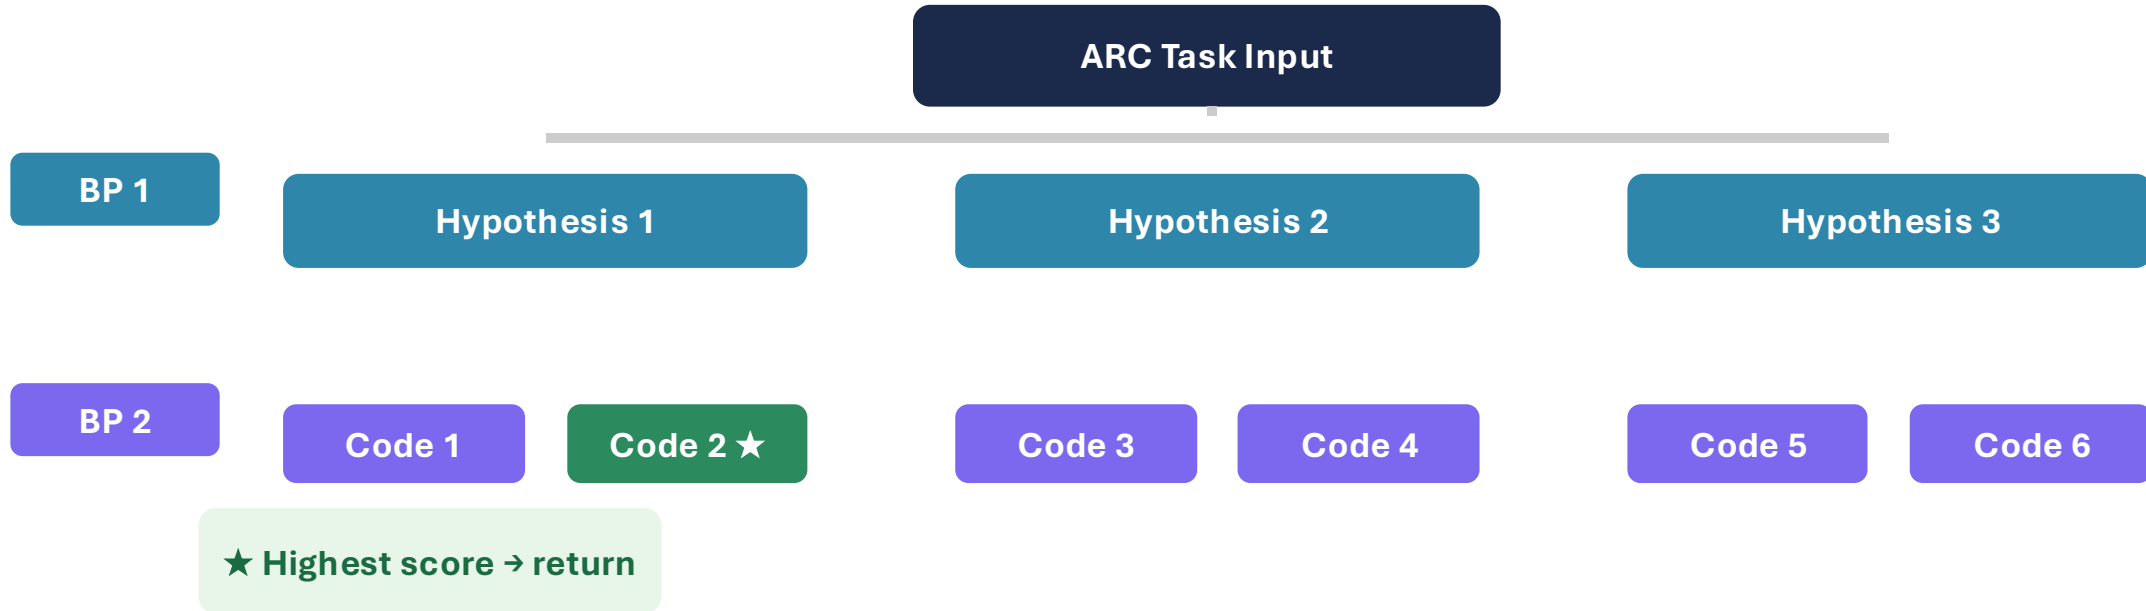 ARC Task Input
BP 1
Hypothesis 1
Hypothesis 2
Hypothesis 3
BP 2
Code 1
Code 2 ★
Code 3
Code 4
Code 5
Code 6
★ Highest score → return